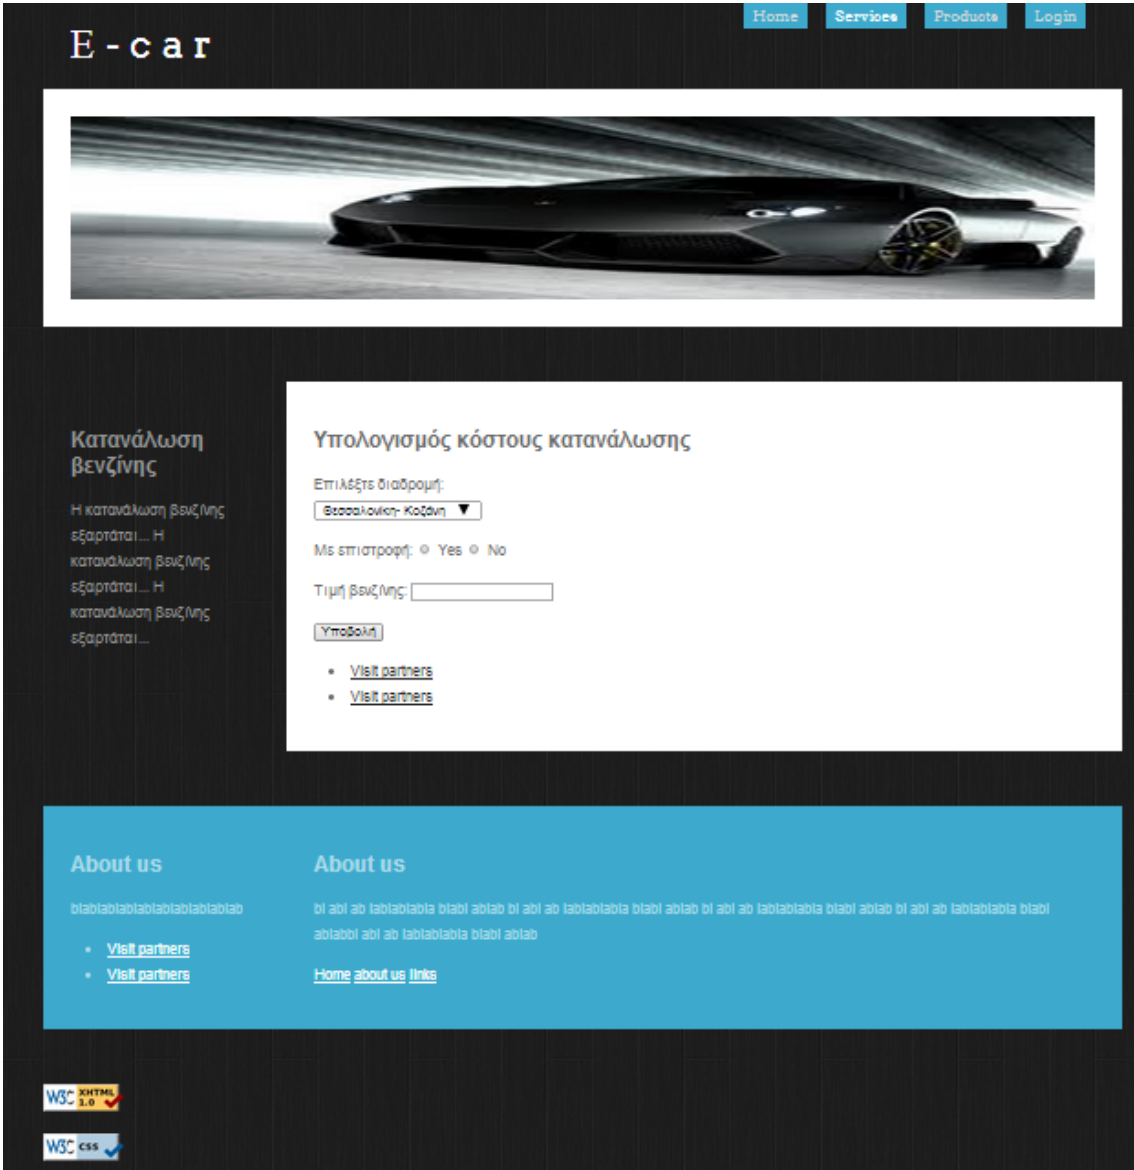 Home Services Products Login
E-car
Κατανάλωση
βενζίνης
Η κατανάλωση βενζίνης
εξαρτάται... Η
κατανάλωση βενζίνης
εξαρτάται... Η
κατανάλωση βενζίνης
εξαρτάται...
Υπολογισμός κόστους κατανάλωσης
Επιλέξτε διαδρομή:
Θεσσαλονίκη- Κοζάνη ▼
Με επιστροφή: Yes No
Τιμή βενζίνης:
Υποβολή
• Visit partners
• Visit partners
About us
blablablablablablablablablab
• Visit partners
• Visit partners
About us
bl abl ab lablablabla blabl ablab bl abl ab lablablabla blabl ablab bl abl ab lablablabla blabl ablab bl abl ab lablablabla blabl
ablabbl abl ab lablablabla blabl ablab
Home about us links
W3C XHTML 1.0
W3C css